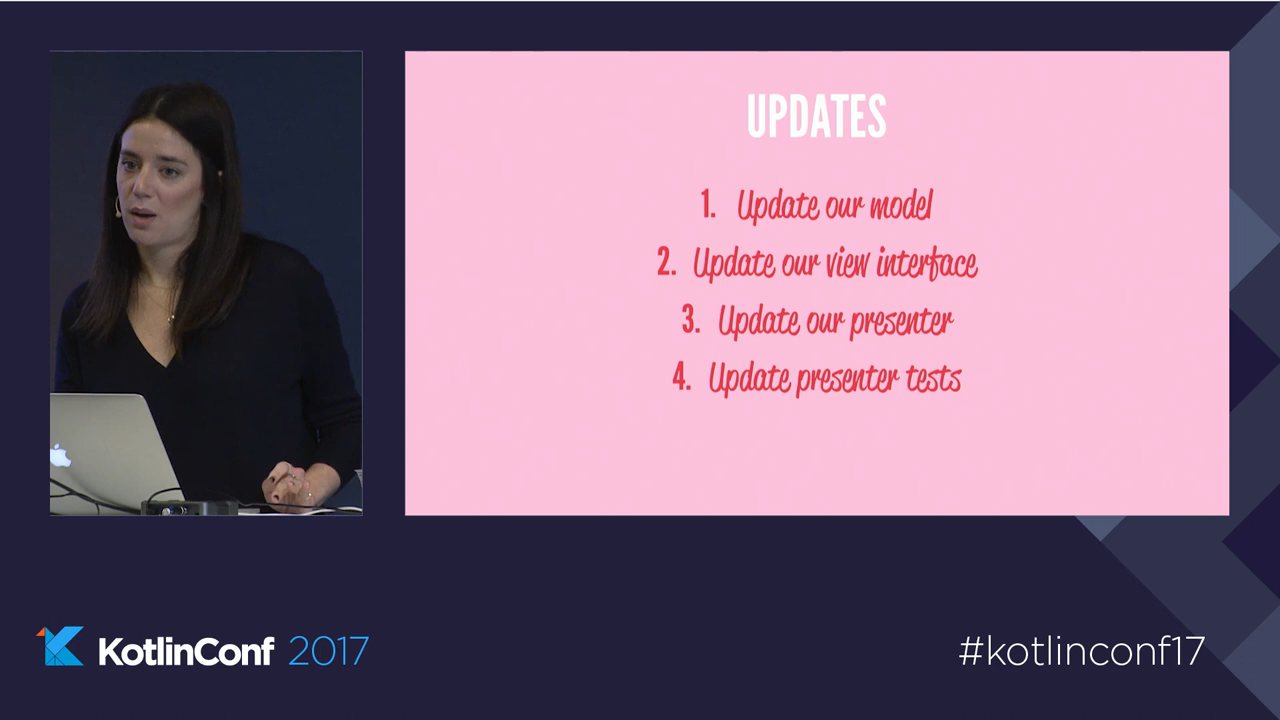 UPDATES
1. Update our model
2. Update our view interface
3. Update our presenter
4. Update presenter tests
KotlinConf 2017
#kotlinconf17